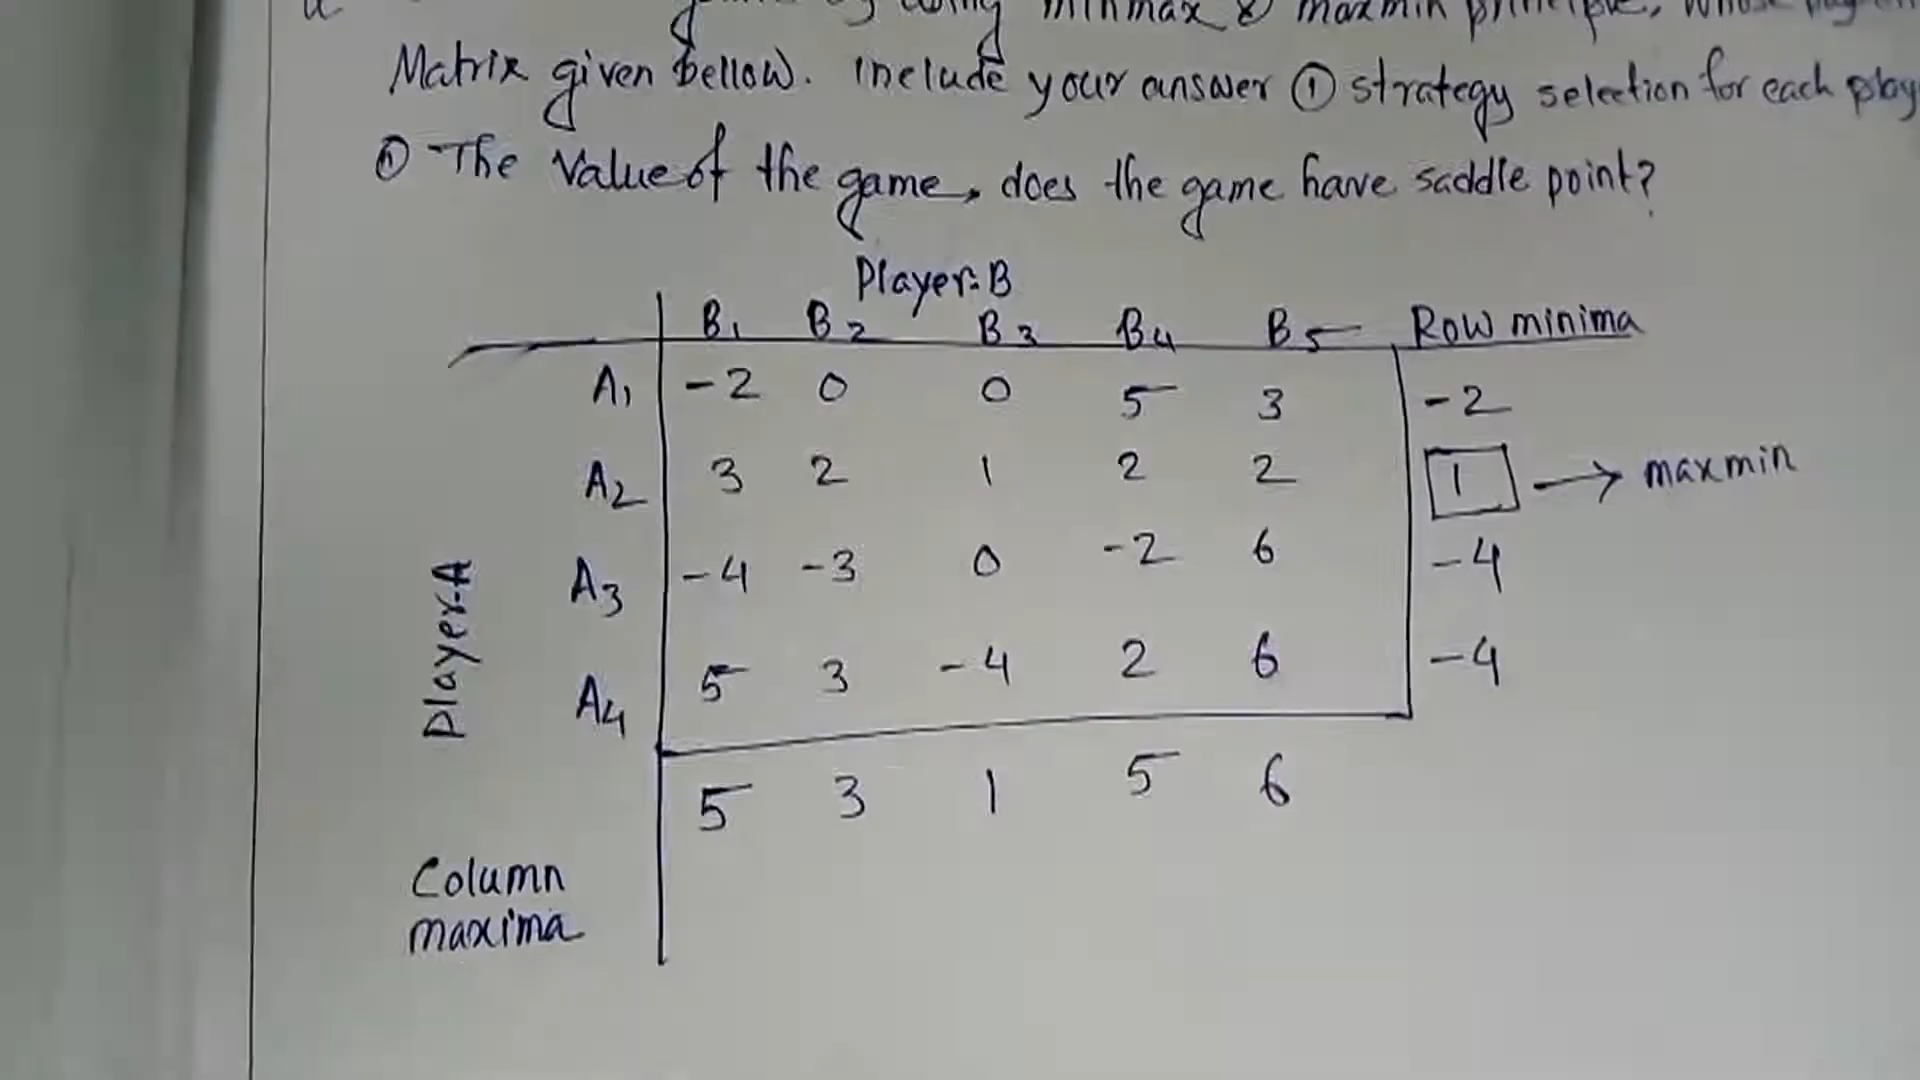 minmax & maxmin principle,
Matrix given bellow. Include your answer ① strategy selection for each
① The Value of the game, does the game have saddle point?
Player:B
B1 B2 B3 B4 B5 Row minima
A1 -2 0 0 5 3 -2
A2 3 2 1 2 2 1 → maxmin
A3 -4 -3 0 -2 6 -4
Player-A
A4 5 3 -4 2 6 -4
5 3 1 5 6
Column
maxima